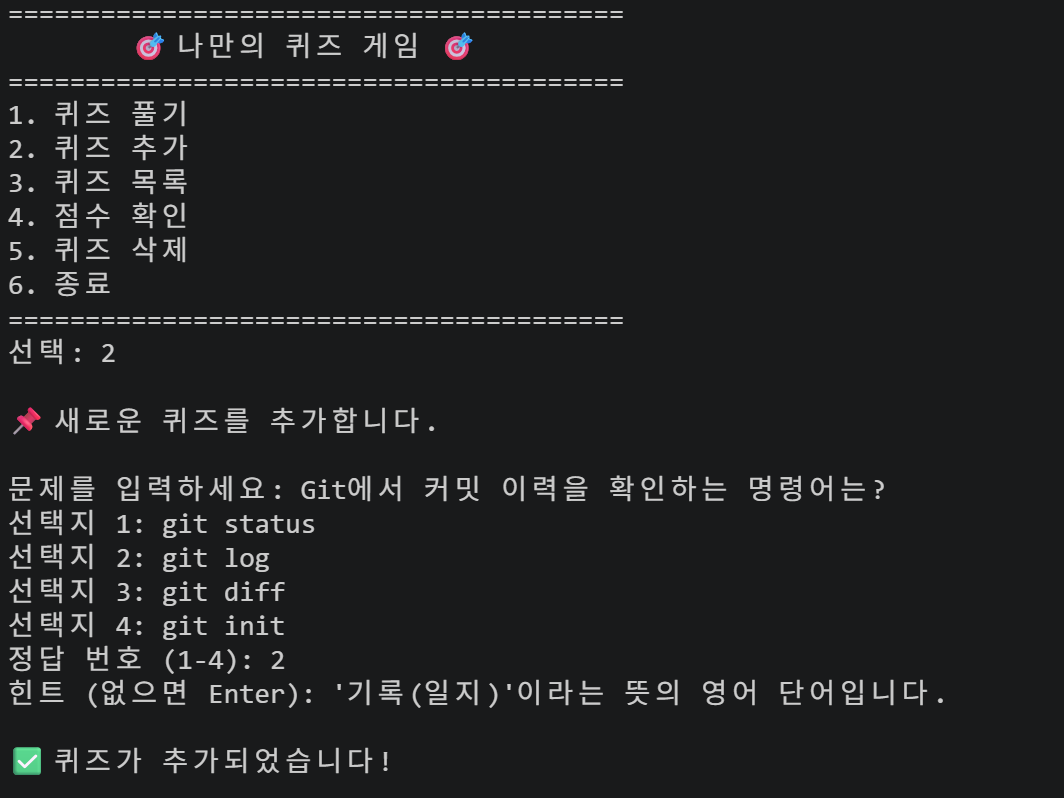 ========================================
🎯 나만의 퀴즈 게임 🎯
========================================
1. 퀴즈 풀기
2. 퀴즈 추가
3. 퀴즈 목록
4. 점수 확인
5. 퀴즈 삭제
6. 종료
========================================
선택: 2
📌 새로운 퀴즈를 추가합니다.
문제를 입력하세요: Git에서 커밋 이력을 확인하는 명령어는?
선택지 1: git status
선택지 2: git log
선택지 3: git diff
선택지 4: git init
정답 번호 (1-4): 2
힌트 (없으면 Enter): '기록(일지)'이라는 뜻의 영어 단어입니다.
✅ 퀴즈가 추가되었습니다!